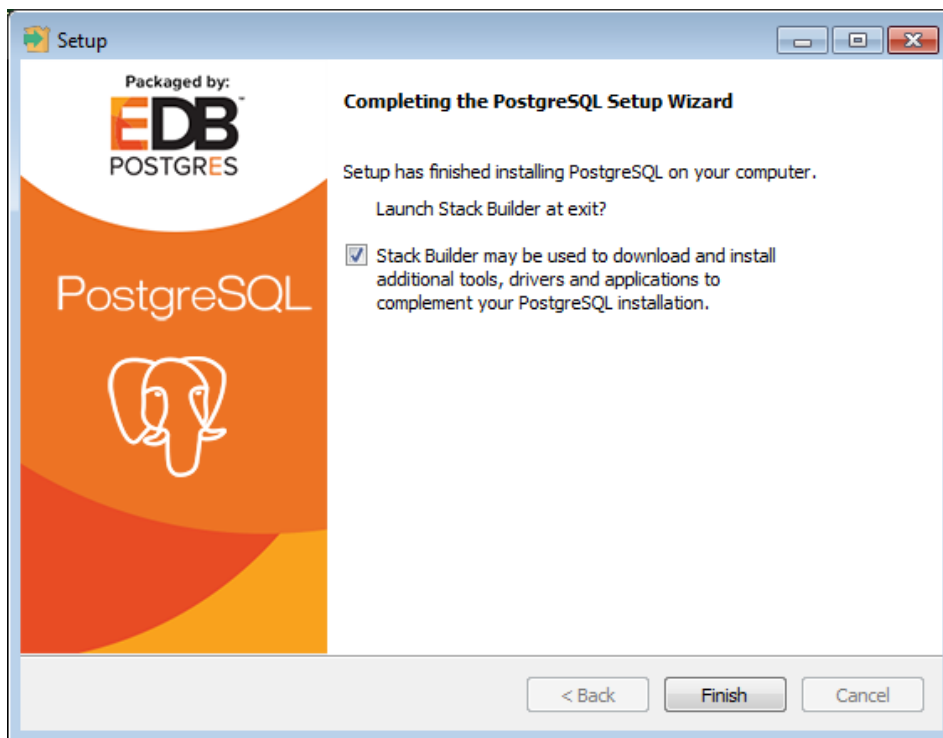 Setup
Packaged by:
EDB
POSTGRES
PostgreSQL
Completing the PostgreSQL Setup Wizard
Setup has finished installing PostgreSQL on your computer.
Launch Stack Builder at exit?
Stack Builder may be used to download and install
additional tools, drivers and applications to
complement your PostgreSQL installation.
< Back
Finish
Cancel